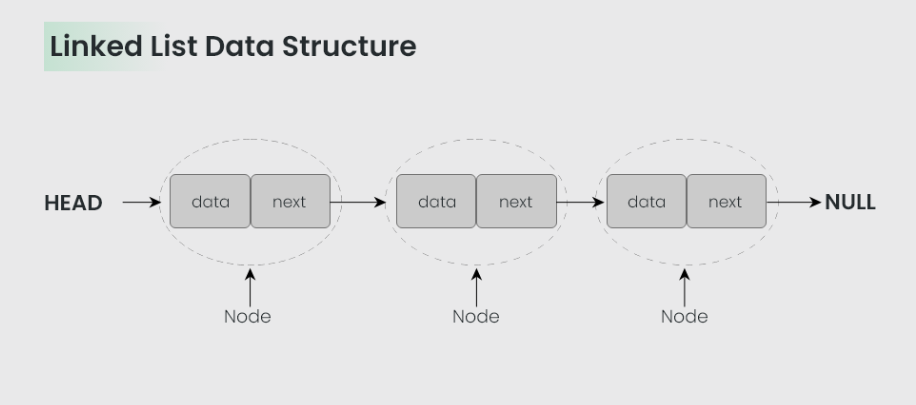 Linked List Data Structure
HEAD data next data next data next NULL
Node Node Node